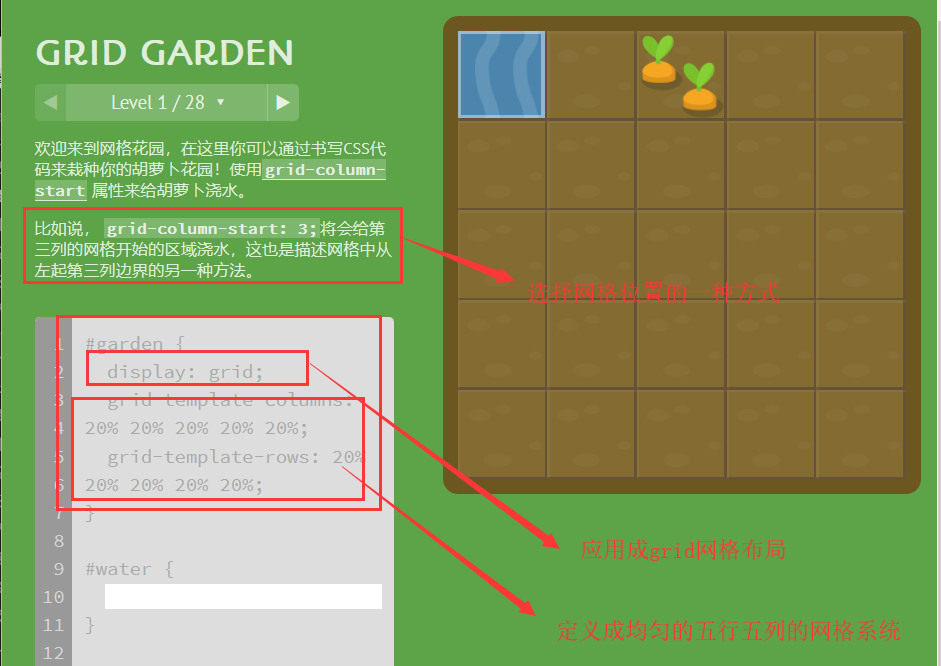 GRID GARDEN
Level 1 / 28
欢迎来到网格花园，在这里你可以通过书写CSS代
码来栽种你的胡萝卜花园！使用grid-column-
start 属性来给胡萝卜浇水。
比如说， grid-column-start: 3;将会给第
三列的网格开始的区域浇水，这也是描述网格中从
左起第三列边界的另一种方法。
选择网格位置的一种方式
1 #garden {
2 display: grid;
3 grid-template-columns:
4 20% 20% 20% 20% 20%;
5 grid-template-rows: 20%
6 20% 20% 20% 20%;
7 }
8
9 #water {
10
11 }
12
应用成grid网格布局
定义成均匀的五行五列的网格系统